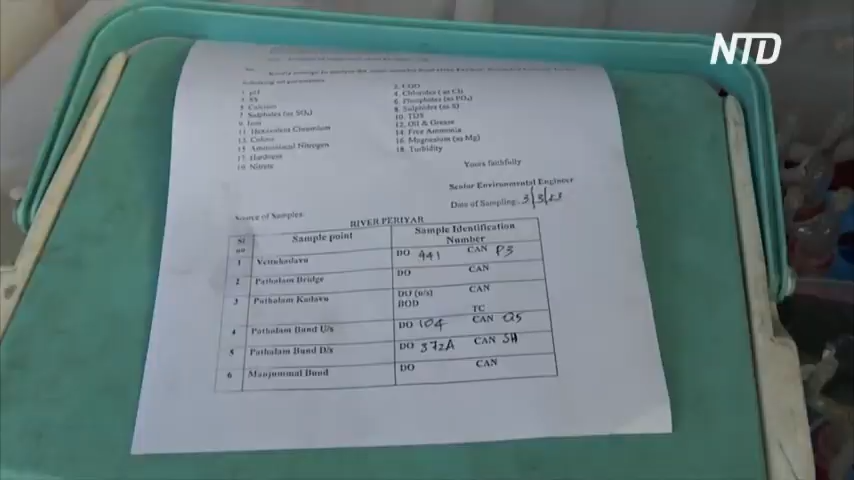 NTD
following of parameters
1. pH
2. COD
3. SS
4. Chlorides (as Cl)
5. Calcium
6. Phosphates (as PO₄)
7. Sulphates (as SO₄)
8. Sulphides (as S)
9. Iron
10. TDS
11. Hexavalent Chromium
12. Oil & Grease
13. Colour
14. Free Ammonia
15. Ammoniacal Nitrogen
16. Magnesium (as Mg)
17. Hardness
18. Turbidity
19. Nitrate
Yours faithfully
Senior Environmental Engineer
Date of Sampling 3/3/23
Source of Samples:
RIVER PERIYAR
Sl no Sample point Sample Identification Number
1 Vettukadavu DO 441 CAN P3
2 Pathalam Bridge DO CAN
3 Pathalam Kadavu DO (u/s) CAN
BOD TC
4 Pathalam Bund U/s DO 104 CAN Q5
5 Pathalam Bund D/s DO 372A CAN SH
6 Manjummal Bund DO CAN